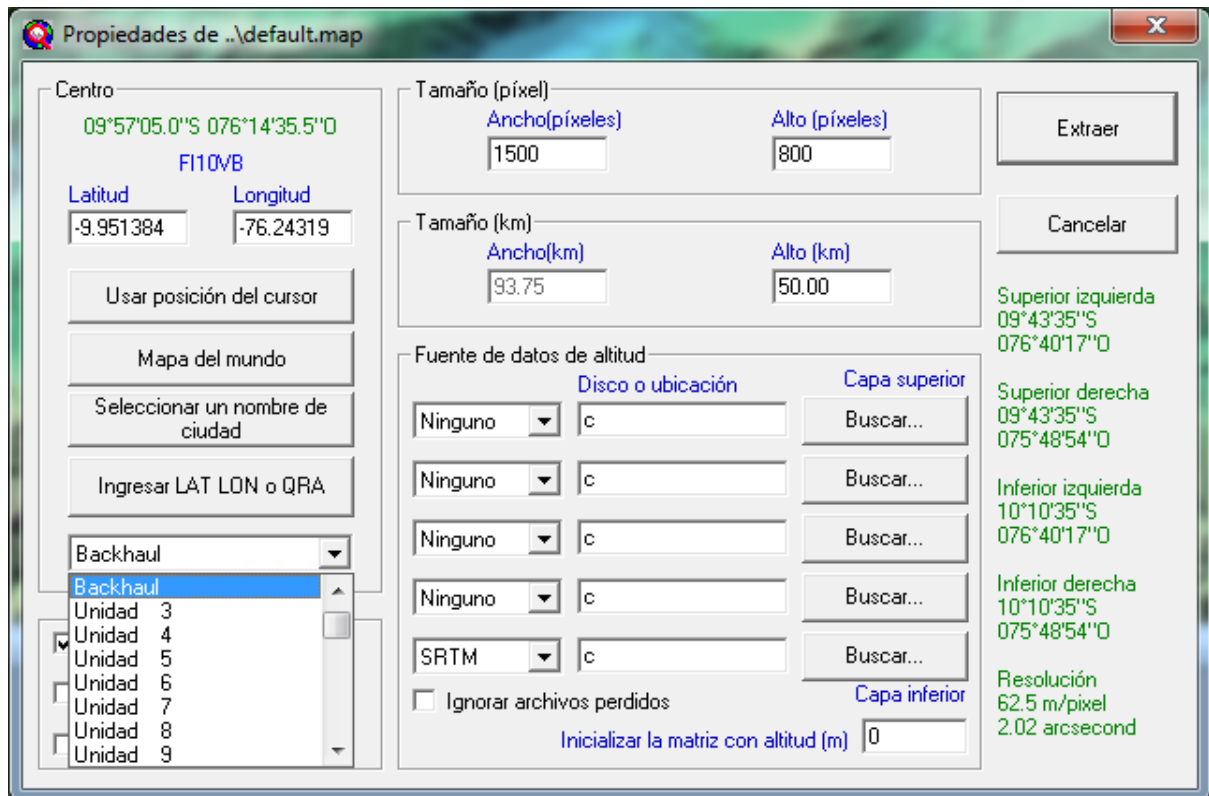 Propiedades de ..\default.map
X
Centro
09°57'05.0"S 076°14'35.5"O
FI10VB
Latitud Longitud
-9.951384 -76.24319
Usar posición del cursor
Mapa del mundo
Seleccionar un nombre de
ciudad
Ingresar LAT LON o QRA
Backhaul
Backhaul
Unidad 3
Unidad 4
Unidad 5
Unidad 6
Unidad 7
Unidad 8
Unidad 9
Tamaño (píxel)
Ancho(píxeles) Alto (píxeles)
1500 800
Tamaño (km)
Ancho(km) Alto (km)
93.75 50.00
Fuente de datos de altitud
Disco o ubicación Capa superior
Ninguno c Buscar...
Ninguno c Buscar...
Ninguno c Buscar...
Ninguno c Buscar...
SRTM c Buscar...
Ignorar archivos perdidos Capa inferior
Inicializar la matriz con altitud (m) 0
Extraer
Cancelar
Superior izquierda
09°43'35"S
076°40'17"O
Superior derecha
09°43'35"S
075°48'54"O
Inferior izquierda
10°10'35"S
076°40'17"O
Inferior derecha
10°10'35"S
075°48'54"O
Resolución
62.5 m/pixel
2.02 arcsecond